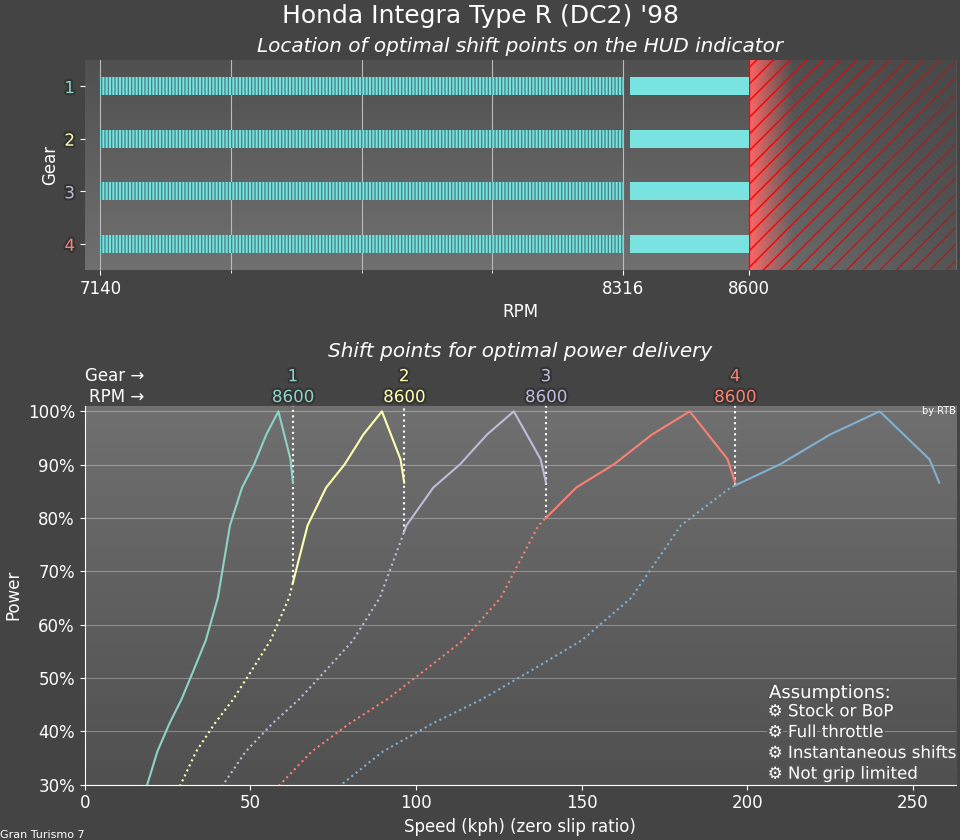 Honda Integra Type R (DC2) '98
Location of optimal shift points on the HUD indicator
Gear
1
2
3
4
7140 8316 8600
RPM
Shift points for optimal power delivery
Gear → 1 2 3 4
RPM → 8600 8600 8600 8600
by RTB
Power
100%
90%
80%
70%
60%
50%
40%
30%
Assumptions:
⚙ Stock or BoP
⚙ Full throttle
⚙ Instantaneous shifts
⚙ Not grip limited
0 50 100 150 200 250
Speed (kph) (zero slip ratio)
Gran Turismo 7